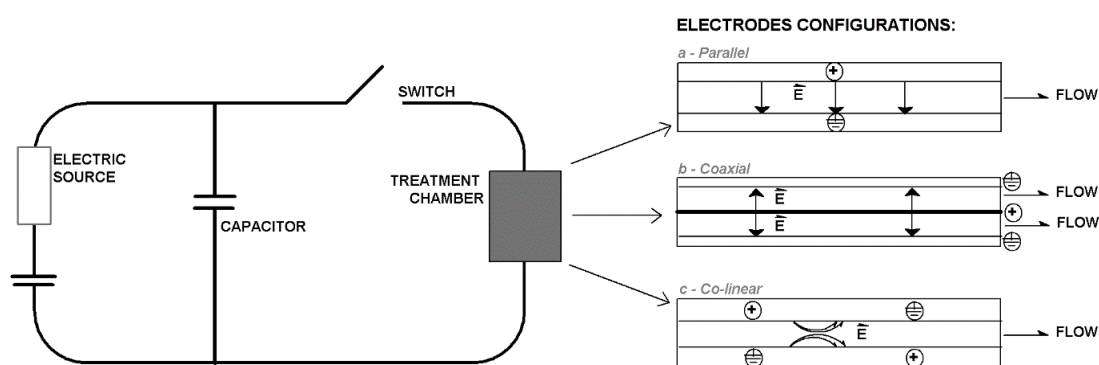 ELECTRODES CONFIGURATIONS:
a - Parallel
+
E
FLOW
SWITCH
ELECTRIC
SOURCE
TREATMENT
CHAMBER
CAPACITOR
b - Coaxial
E
FLOW
+
E
FLOW
c - Co-linear
+
E
FLOW
+